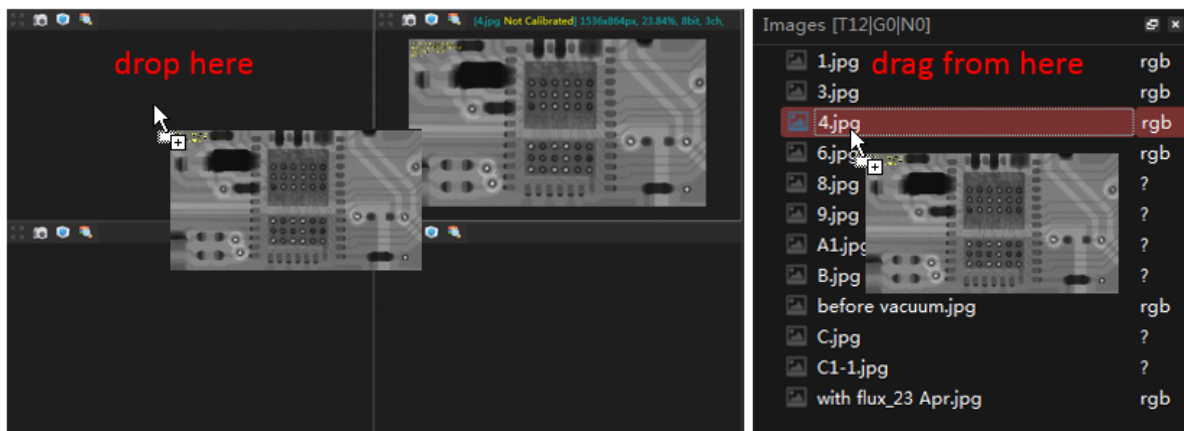 [4.jpg Not Calibrated] 1536x864px, 23.84%, 8bit, 3ch,
drop here
Images [T12|G0|N0]
drag from here
1.jpg rgb
3.jpg rgb
4.jpg rgb
6.jpg rgb
8.jpg ?
9.jpg ?
A1.jpg ?
B.jpg ?
before vacuum.jpg rgb
C.jpg ?
C1-1.jpg ?
with flux_23 Apr.jpg rgb